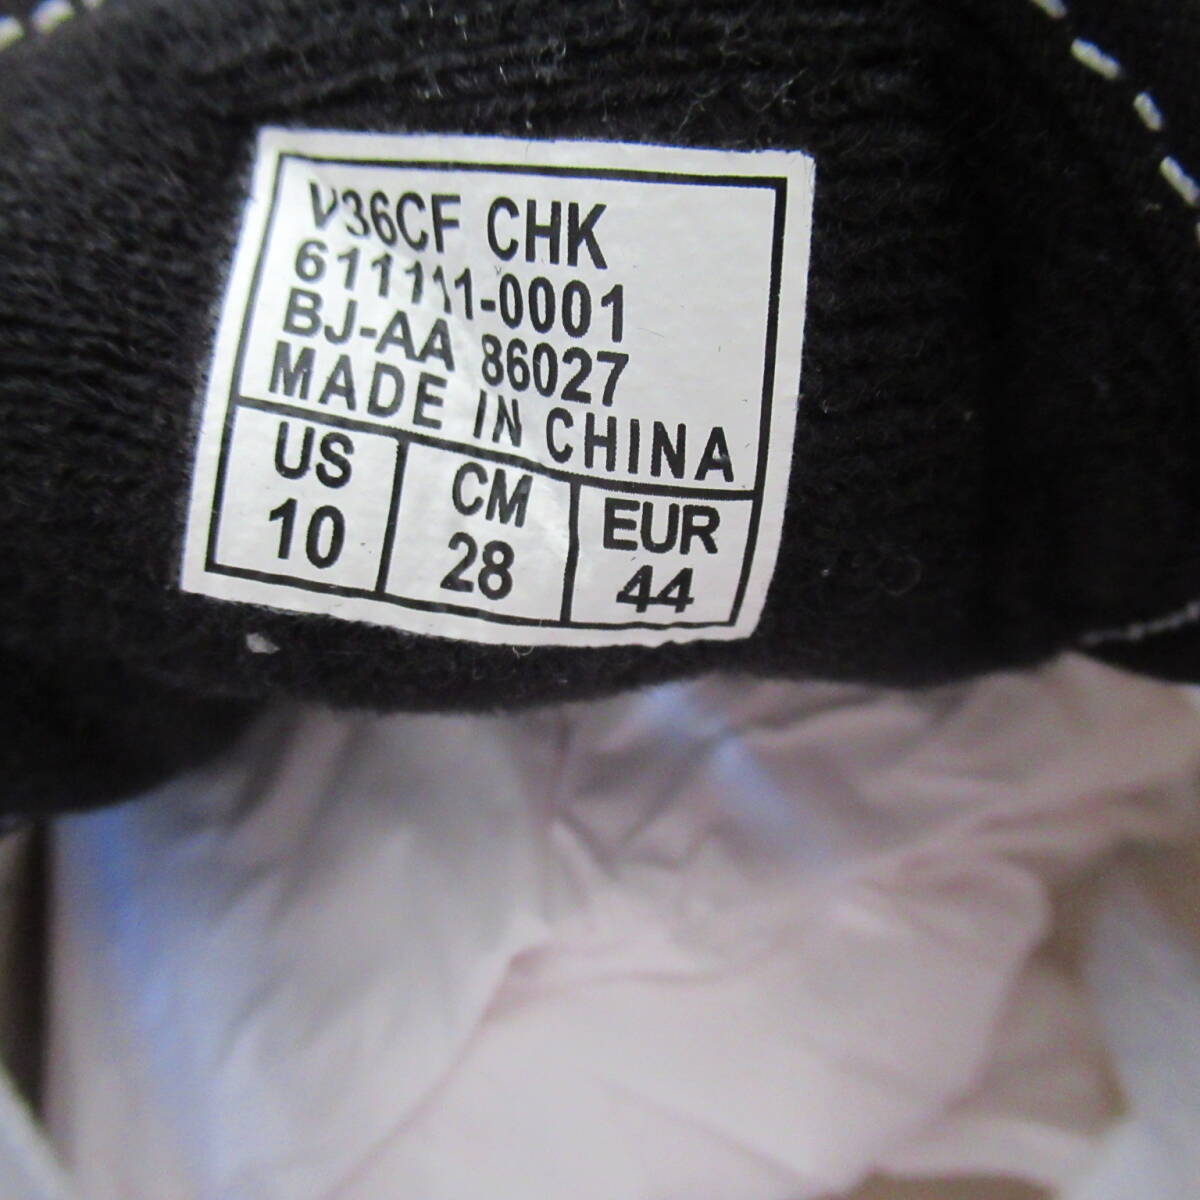 V36CF CHK
611111-0001
BJ-AA 86027
MADE IN CHINA
US CM EUR
10 28 44